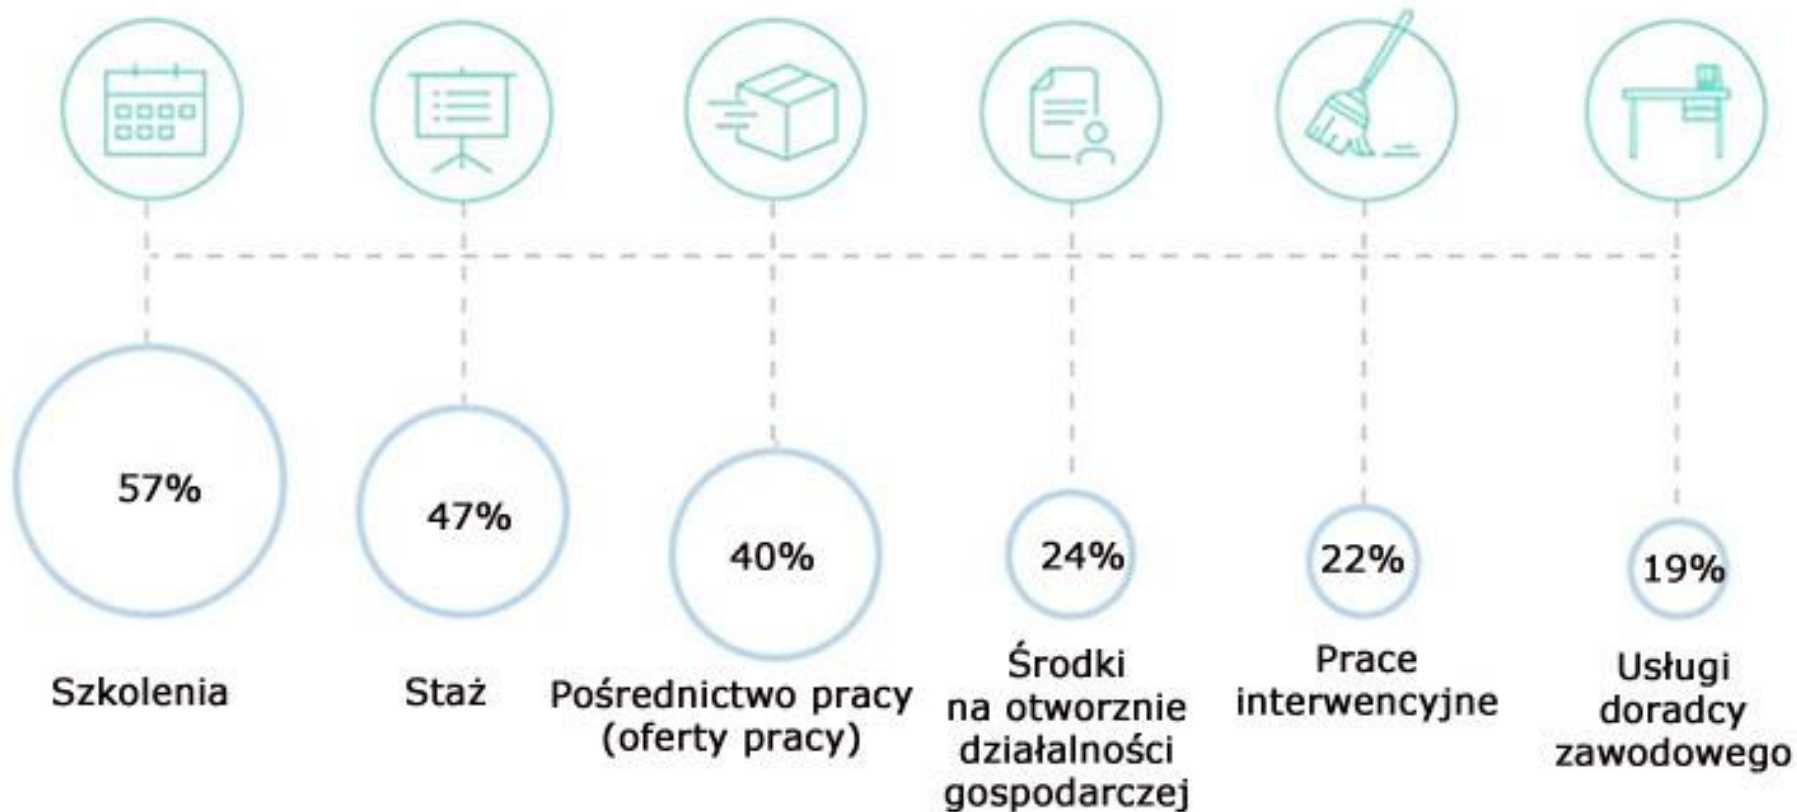 57%
47%
40%
24%
22%
19%
Szkolenia
Staż
Pośrednictwo pracy
(oferty pracy)
Środki
na otworznie
działalności
gospodarczej
Prace
interwencyjne
Usługi
doradcy
zawodowego